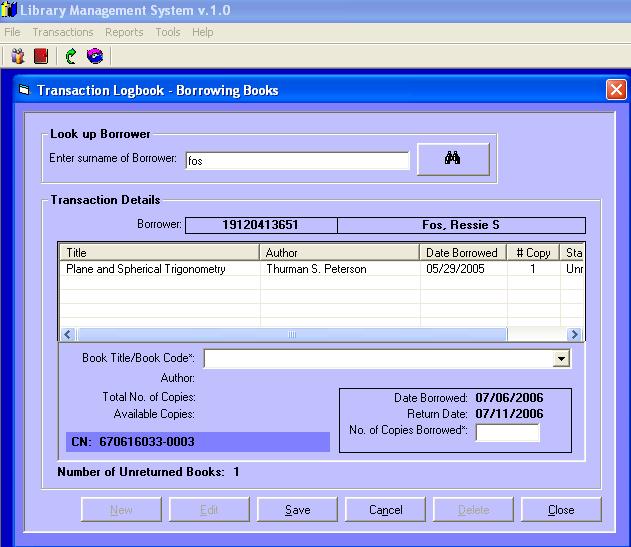 Library Management System v.1.0
File Transactions Reports Tools Help
Transaction Logbook - Borrowing Books
Look up Borrower
Enter surname of Borrower: fos
Transaction Details
Borrower: 19120413651 Fos, Ressie S
Title Author Date Borrowed # Copy Sta
Plane and Spherical Trigonometry Thurman S. Peterson 05/29/2005 1 Unr
Book Title/Book Code*:
Author:
Total No. of Copies:
Available Copies:
CN: 670616033-0003
Date Borrowed: 07/06/2006
Return Date: 07/11/2006
No. of Copies Borrowed*:
Number of Unreturned Books: 1
New Edit Save Cancel Delete Close